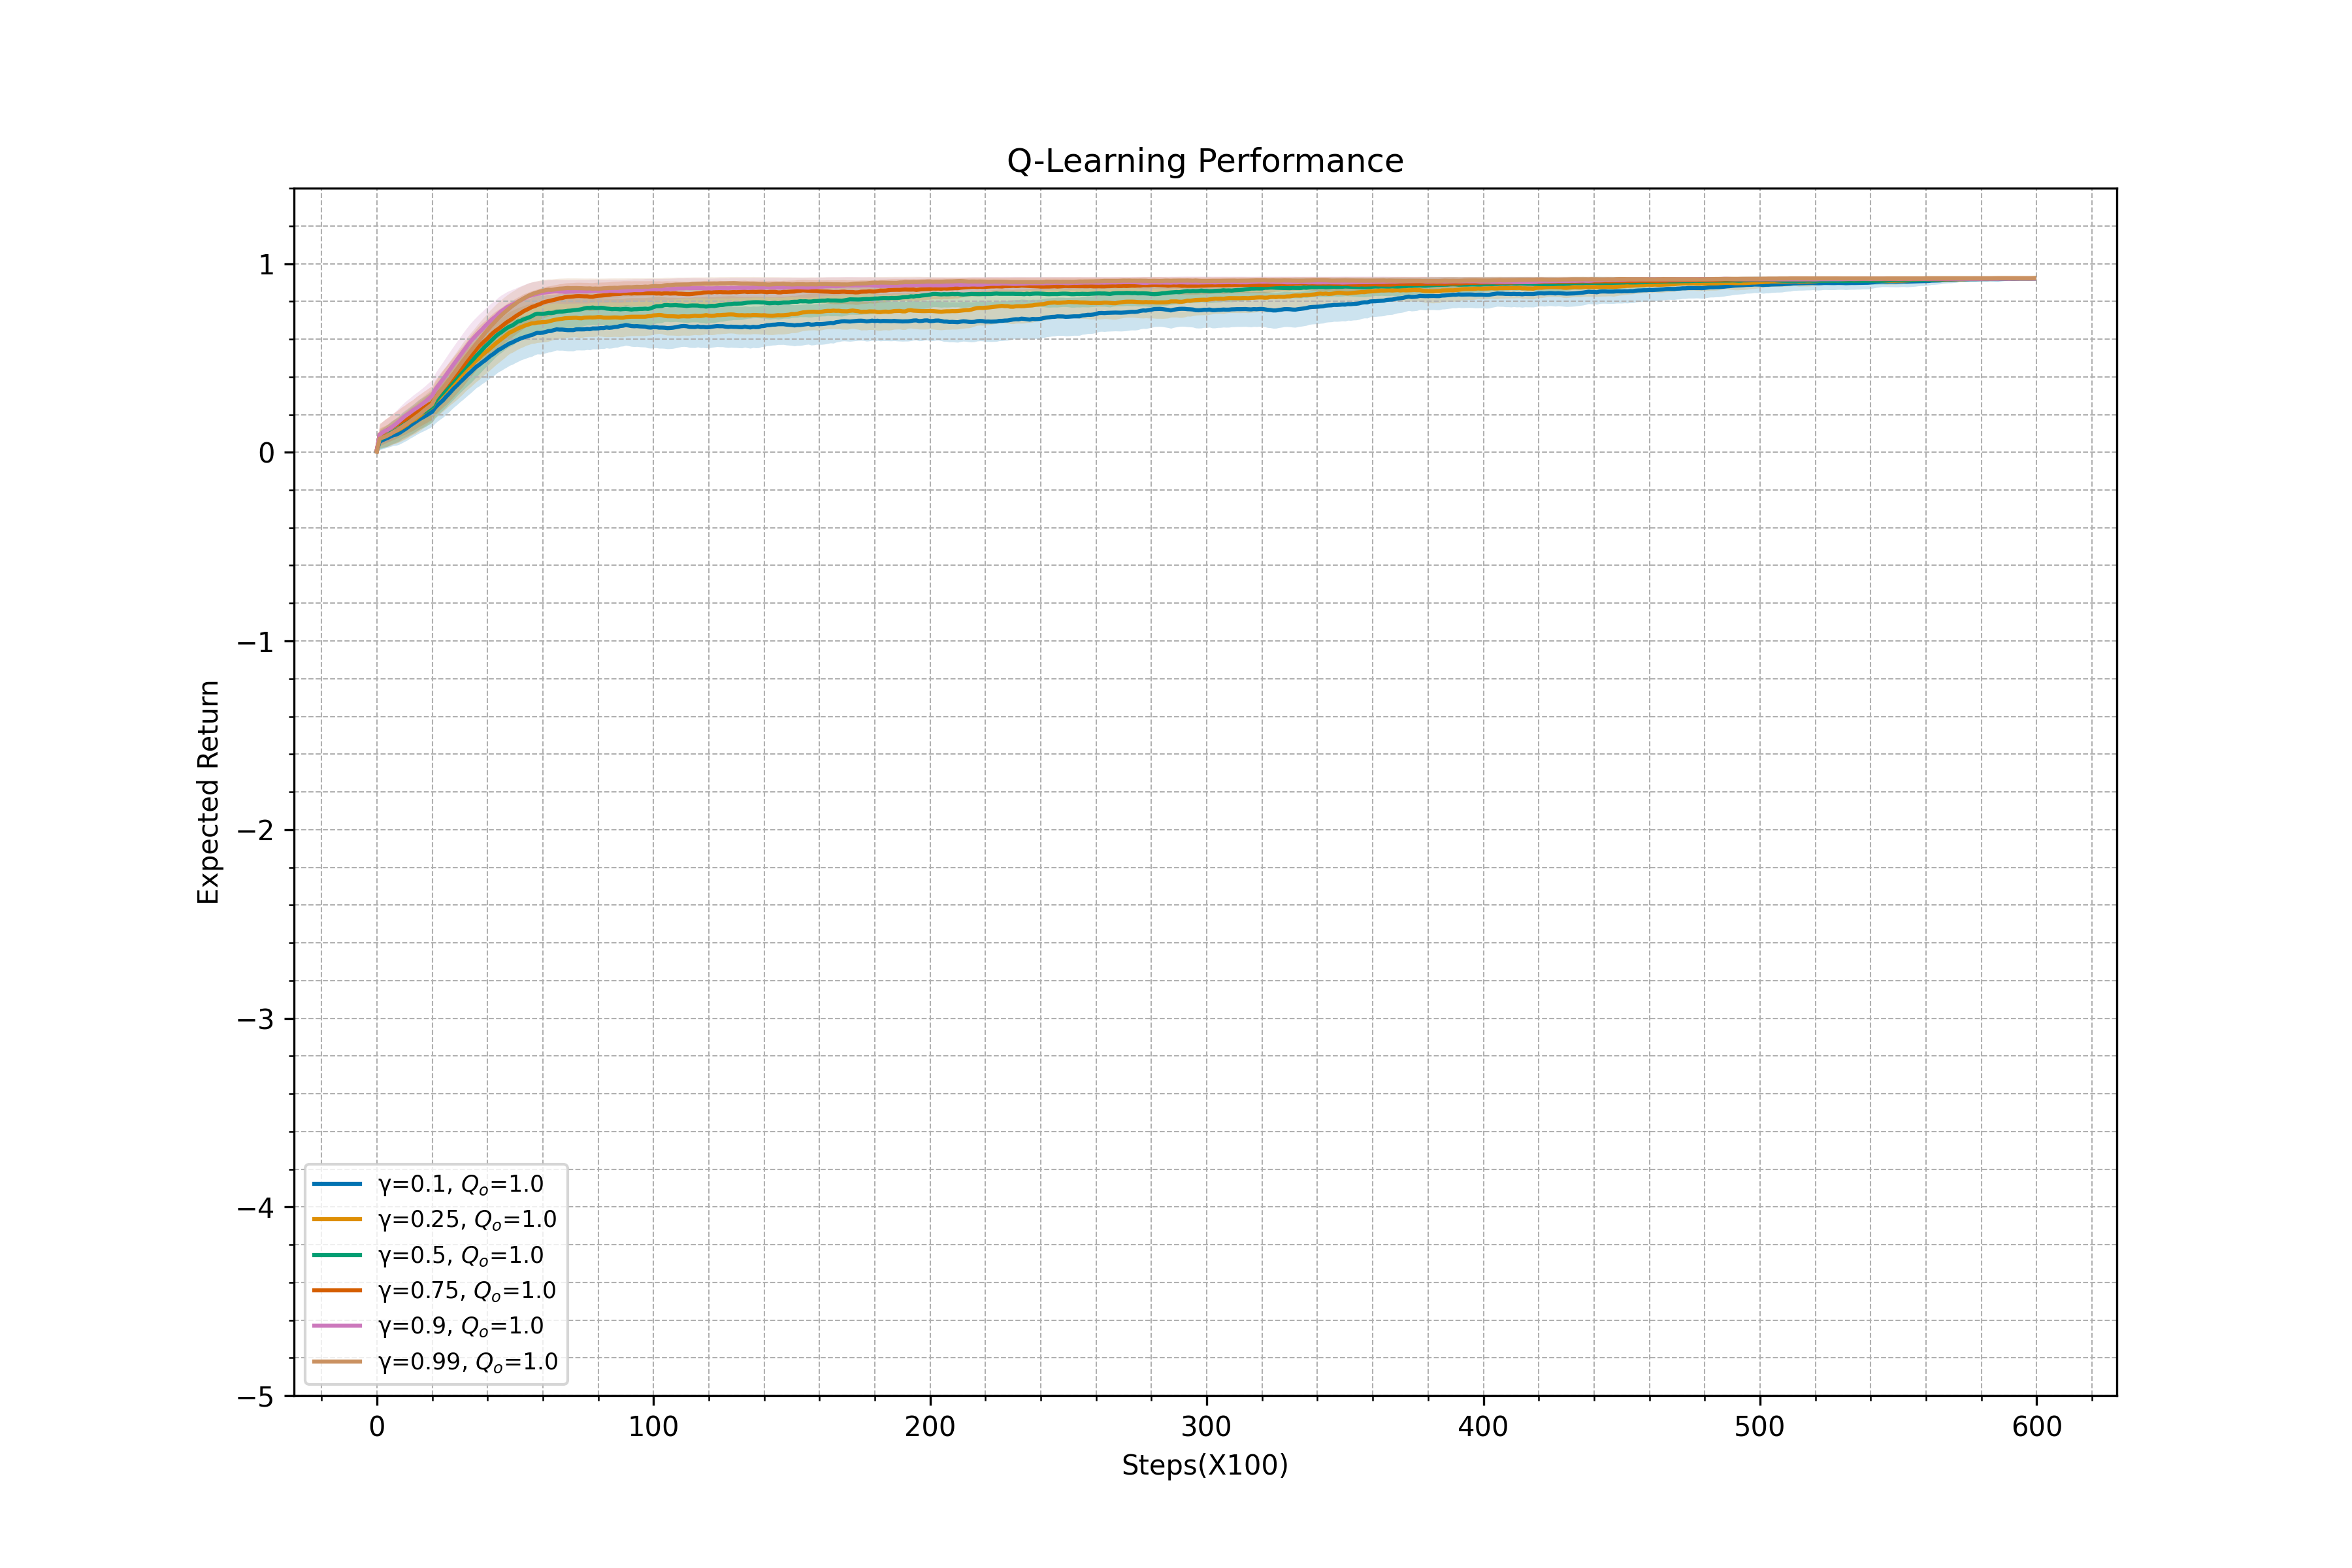 Q-Learning Performance
Expected Return
1
0
−1
−2
−3
−4
−5
γ=0.1, Qo=1.0
γ=0.25, Qo=1.0
γ=0.5, Qo=1.0
γ=0.75, Qo=1.0
γ=0.9, Qo=1.0
γ=0.99, Qo=1.0
0 100 200 300 400 500 600
Steps(X100)